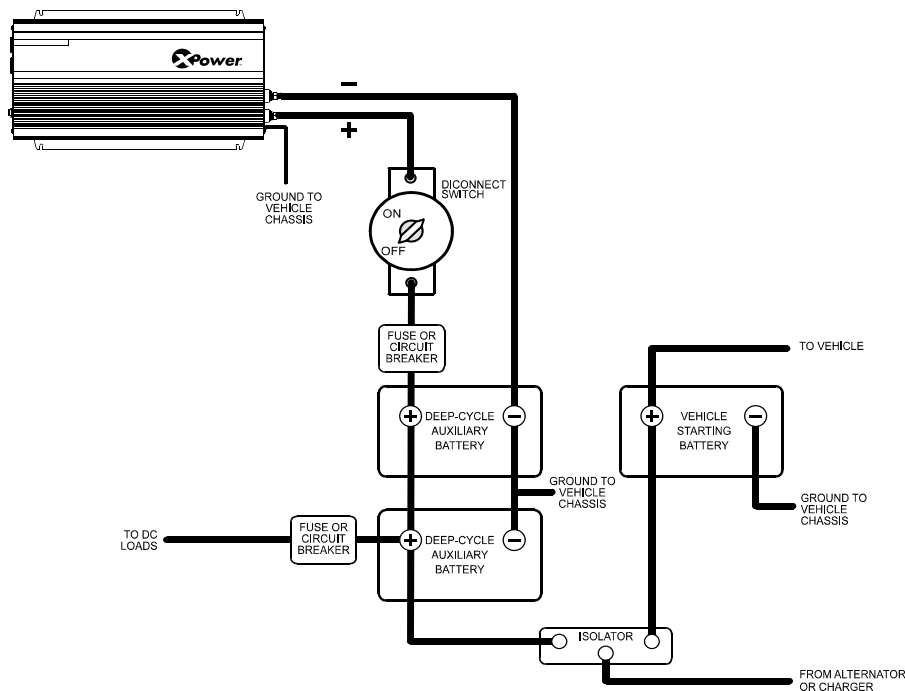 XPower
−
+
GROUND TO
VEHICLE
CHASSIS
DICONNECT
SWITCH
ON
OFF
FUSE OR
CIRCUIT
BREAKER
TO VEHICLE
+
DEEP-CYCLE
AUXILIARY
BATTERY
−
+
VEHICLE
STARTING
BATTERY
−
GROUND TO
VEHICLE
CHASSIS
GROUND TO
VEHICLE
CHASSIS
TO DC
LOADS
FUSE OR
CIRCUIT
BREAKER
+
DEEP-CYCLE
AUXILIARY
BATTERY
−
ISOLATOR
FROM ALTERNATOR
OR CHARGER